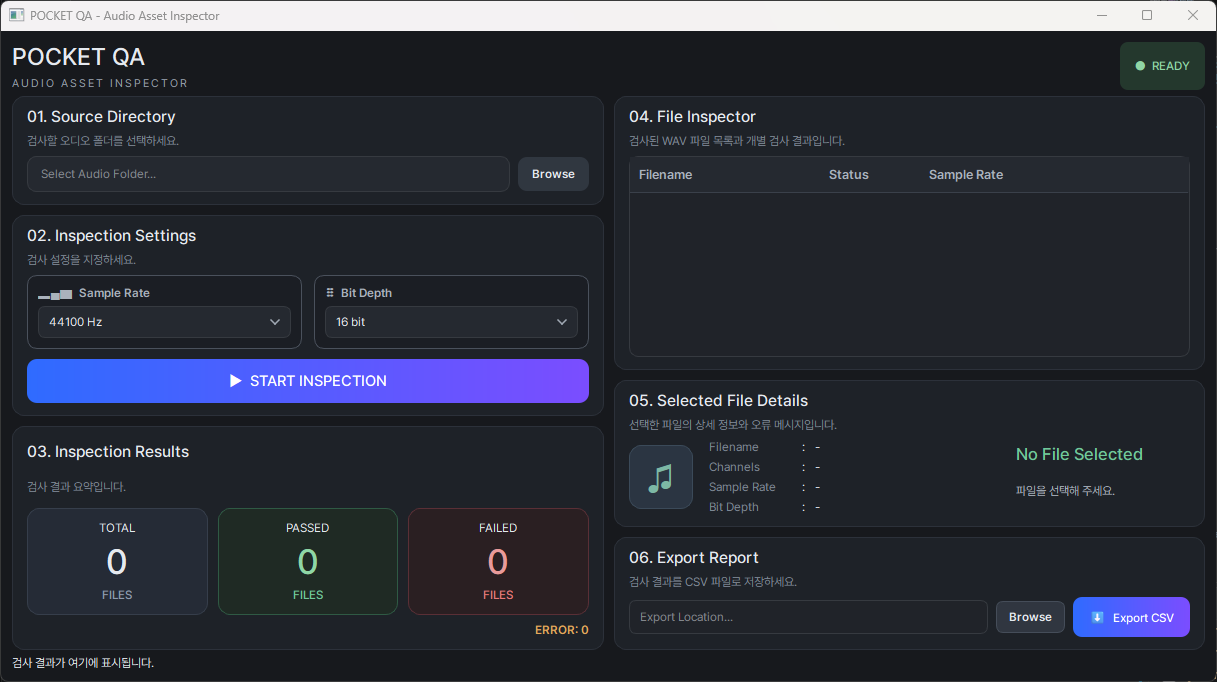 POCKET QA - Audio Asset Inspector
POCKET QA
AUDIO ASSET INSPECTOR
READY
01. Source Directory
검사할 오디오 폴더를 선택하세요.
Select Audio Folder...
Browse
02. Inspection Settings
검사 설정을 지정하세요.
Sample Rate
44100 Hz
Bit Depth
16 bit
START INSPECTION
03. Inspection Results
검사 결과 요약입니다.
TOTAL
0
FILES
PASSED
0
FILES
FAILED
0
FILES
ERROR: 0
검사 결과가 여기에 표시됩니다.
04. File Inspector
검사된 WAV 파일 목록과 개별 검사 결과입니다.
Filename Status Sample Rate
05. Selected File Details
선택한 파일의 상세 정보와 오류 메시지입니다.
Filename : -
Channels : -
Sample Rate : -
Bit Depth : -
No File Selected
파일을 선택해 주세요.
06. Export Report
검사 결과를 CSV 파일로 저장하세요.
Export Location...
Browse
Export CSV